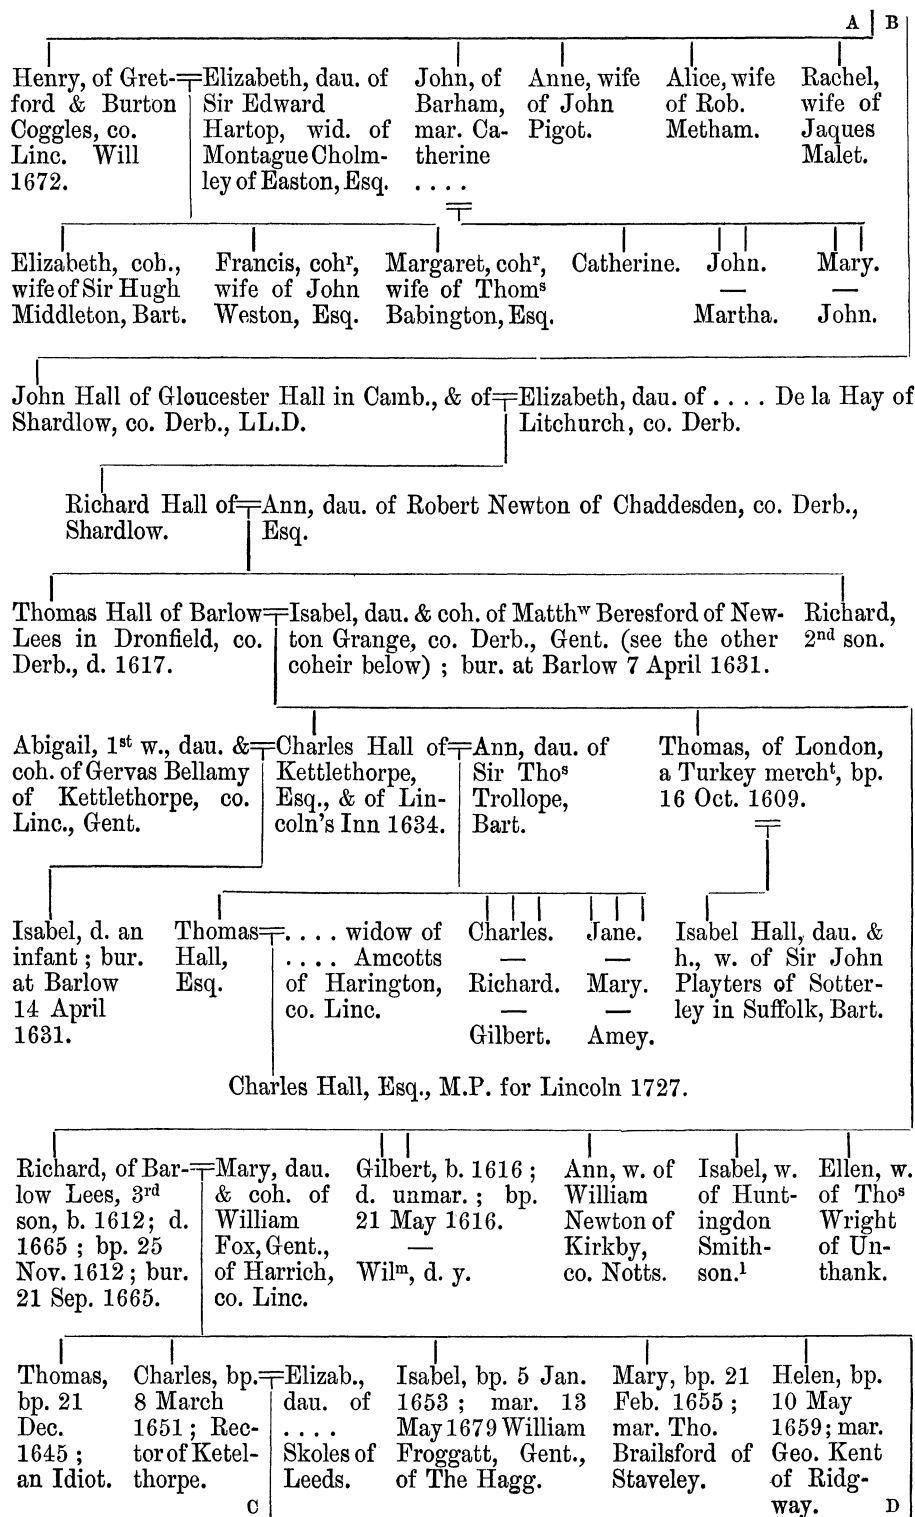 A B
Henry, of Gret-
ford & Burton
Coggles, co.
Linc. Will
1672.
Elizabeth, dau. of
Sir Edward
Hartop, wid. of
Montague Cholm-
ley of Easton, Esq.
John, of
Barham,
mar. Ca-
therine
. . . .
Anne, wife
of John
Pigot.
Alice, wife
of Rob.
Metham.
Rachel,
wife of
Jaques
Malet.
Elizabeth, coh.,
wife of Sir Hugh
Middleton, Bart.
Francis, cohʳ,
wife of John
Weston, Esq.
Margaret, cohʳ,
wife of Thomˢ
Babington, Esq.
Catherine.
John.
—
Martha.
Mary.
—
John.
John Hall of Gloucester Hall in Camb., & of
Shardlow, co. Derb., LL.D.
Elizabeth, dau. of . . . . De la Hay of
Litchurch, co. Derb.
Richard Hall of
Shardlow.
Ann, dau. of Robert Newton of Chaddesden, co. Derb.,
Esq.
Thomas Hall of Barlow
Lees in Dronfield, co.
Derb., d. 1617.
Isabel, dau. & coh. of Matthʷ Beresford of New-
ton Grange, co. Derb., Gent. (see the other
coheir below) ; bur. at Barlow 7 April 1631.
Richard,
2ⁿᵈ son.
Abigail, 1ˢᵗ w., dau. &
coh. of Gervas Bellamy
of Kettlethorpe, co.
Linc., Gent.
Charles Hall of
Kettlethorpe,
Esq., & of Lin-
coln's Inn 1634.
Ann, dau. of
Sir Thoˢ
Trollope,
Bart.
Thomas, of London,
a Turkey merchᵗ, bp.
16 Oct. 1609.
Isabel, d. an
infant ; bur.
at Barlow
14 April
1631.
Thomas
Hall,
Esq.
. . . . widow of
. . . . Amcotts
of Harington,
co. Linc.
Charles.
—
Richard.
—
Gilbert.
Jane.
—
Mary.
—
Amey.
Isabel Hall, dau. &
h., w. of Sir John
Playters of Sotter-
ley in Suffolk, Bart.
Charles Hall, Esq., M.P. for Lincoln 1727.
Richard, of Bar-
low Lees, 3ʳᵈ
son, b. 1612; d.
1665 ; bp. 25
Nov. 1612 ; bur.
21 Sep. 1665.
Mary, dau.
& coh. of
William
Fox, Gent.,
of Harrich,
co. Linc.
Gilbert, b. 1616 ;
d. unmar. ; bp.
21 May 1616.
—
Wilᵐ, d. y.
Ann, w. of
William
Newton of
Kirkby,
co. Notts.
Isabel, w.
of Hunt-
ingdon
Smith-
son.¹
Ellen, w.
of Thoˢ
Wright
of Un-
thank.
Thomas,
bp. 21
Dec.
1645 ;
an Idiot.
Charles, bp.
8 March
1651 ; Rec-
tor of Ketel-
thorpe.
Elizab.,
dau. of
. . . .
Skoles of
Leeds.
Isabel, bp. 5 Jan.
1653 ; mar. 13
May 1679 William
Froggatt, Gent.,
of The Hagg.
Mary, bp. 21
Feb. 1655 ;
mar. Tho.
Brailsford of
Staveley.
Helen, bp.
10 May
1659; mar.
Geo. Kent
of Ridg-
way.
C D